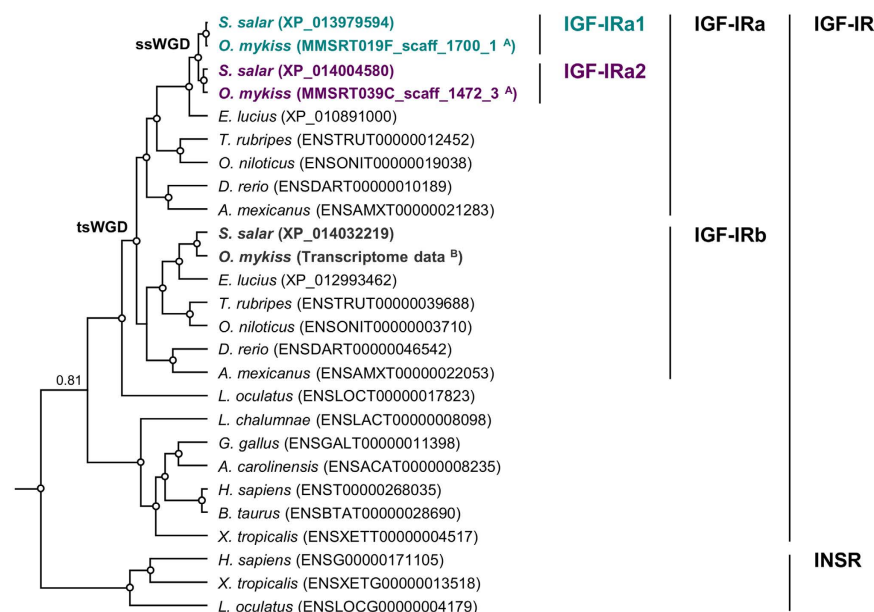 S. salar (XP_013979594)
IGF-IRa1
IGF-IRa
IGF-IR
ssWGD
O. mykiss (MMSRT019F_scaff_1700_1 A)
S. salar (XP_014004580)
IGF-IRa2
O. mykiss (MMSRT039C_scaff_1472_3 A)
E. lucius (XP_010891000)
T. rubripes (ENSTRUT00000012452)
O. niloticus (ENSONIT00000019038)
D. rerio (ENSDART00000010189)
A. mexicanus (ENSAMXT00000021283)
tsWGD
S. salar (XP_014032219)
IGF-IRb
O. mykiss (Transcriptome data B)
E. lucius (XP_012993462)
T. rubripes (ENSTRUT00000039688)
O. niloticus (ENSONIT00000003710)
D. rerio (ENSDART00000046542)
A. mexicanus (ENSAMXT00000022053)
0.81
L. oculatus (ENSLOCT00000017823)
L. chalumnae (ENSLACT00000008098)
G. gallus (ENSGALT00000011398)
A. carolinensis (ENSACAT00000008235)
H. sapiens (ENST00000268035)
B. taurus (ENSBTAT00000028690)
X. tropicalis (ENSXETT00000004517)
H. sapiens (ENSG00000171105)
INSR
X. tropicalis (ENSXETG00000013518)
L. oculatus (ENSLOCG00000004179)